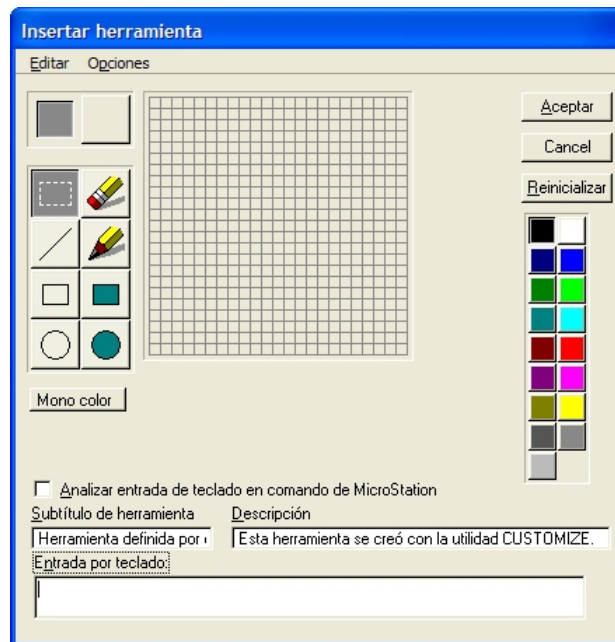 Insertar herramienta
Editar Opciones
Aceptar
Cancel
Reinicializar
Mono color
Analizar entrada de teclado en comando de MicroStation
Subtítulo de herramienta Descripción
Herramienta definida por Esta herramienta se creó con la utilidad CUSTOMIZE.
Entrada por teclado: